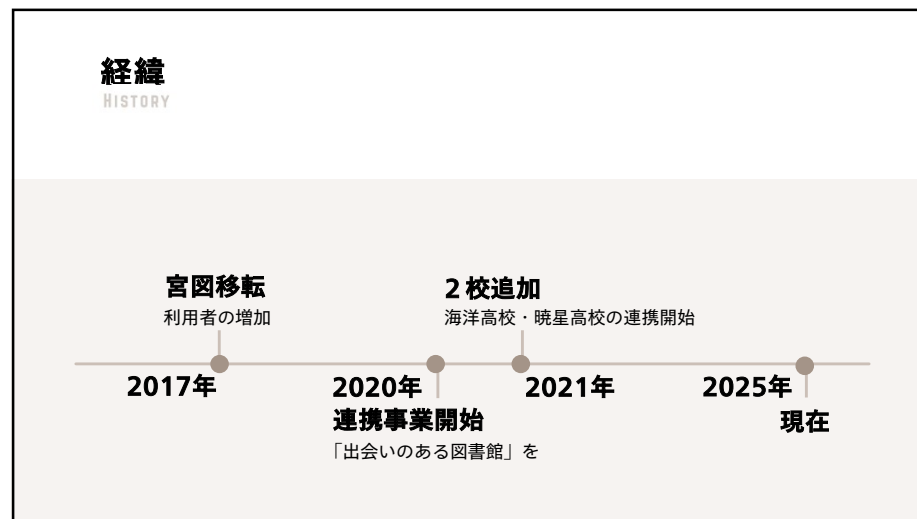 経緯
HISTORY
宮図移転
利用者の増加
2017年
2020年
連携事業開始
「出会いのある図書館」を
2校追加
海洋高校・暁星高校の連携開始
2021年
2025年
現在